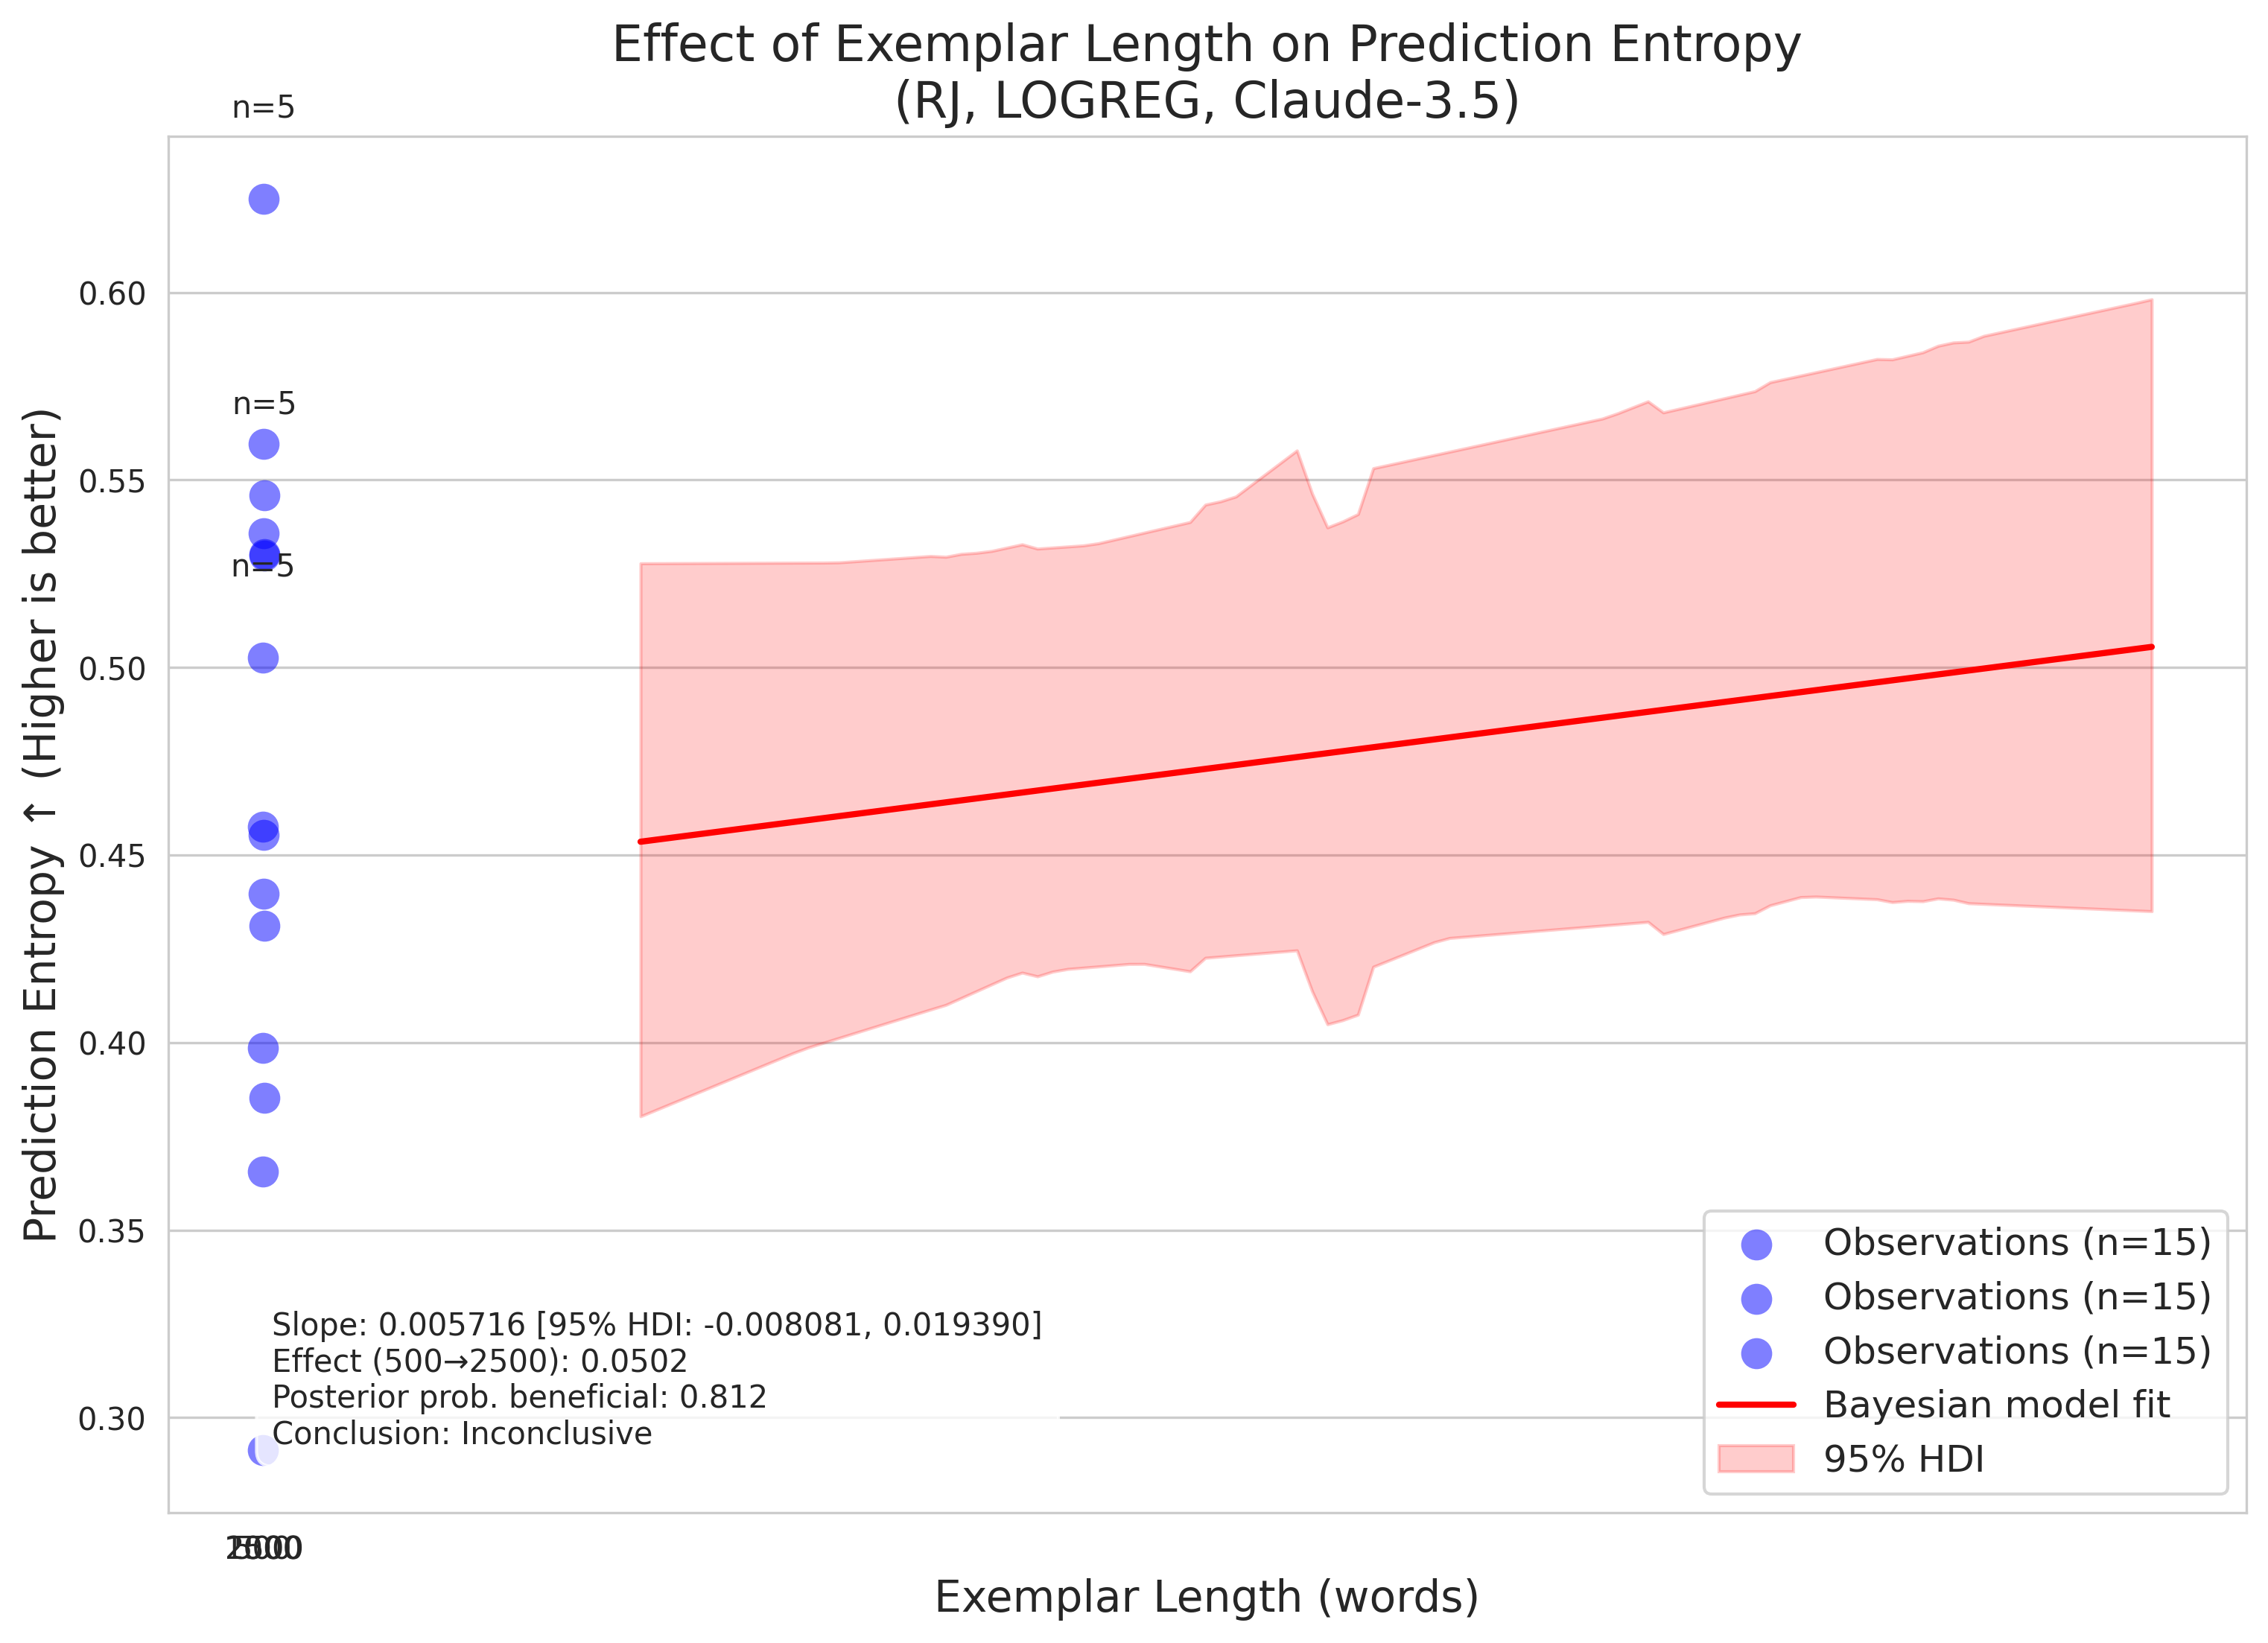 Effect of Exemplar Length on Prediction Entropy
(RJ, LOGREG, Claude-3.5)
n=5
n=5
n=5
Prediction Entropy ↑ (Higher is better)
0.60
0.55
0.50
0.45
0.40
0.35
0.30
Slope: 0.005716 [95% HDI: -0.008081, 0.019390]
Effect (500→2500): 0.0502
Posterior prob. beneficial: 0.812
Conclusion: Inconclusive
Observations (n=15)
Observations (n=15)
Observations (n=15)
Bayesian model fit
95% HDI
Exemplar Length (words)